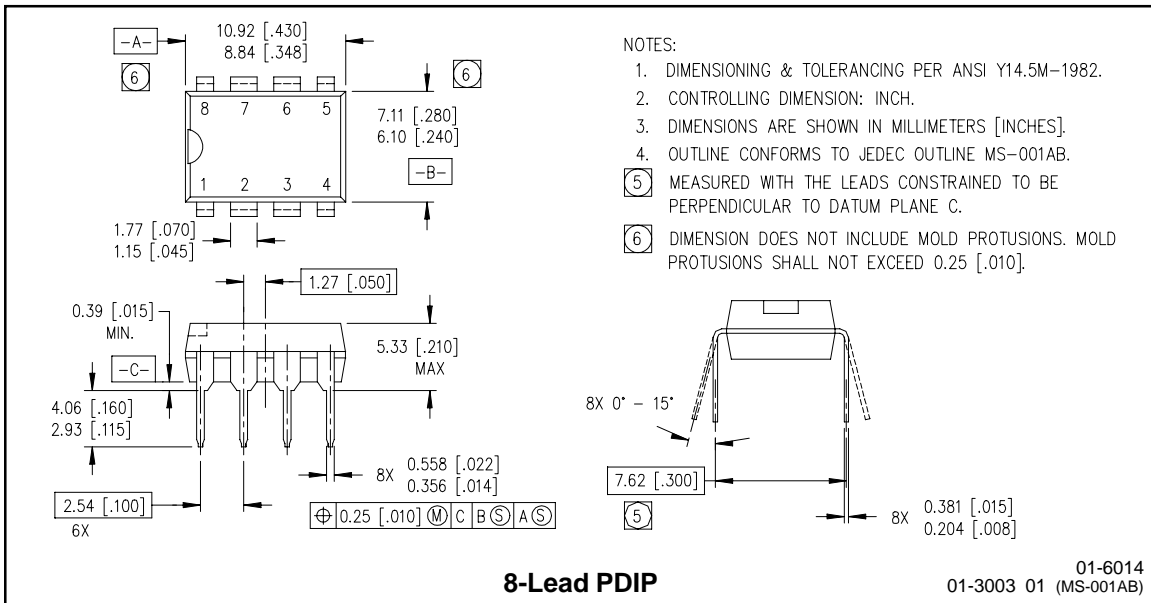 -A-
10.92 [.430]
8.84 [.348]
6
6
8 7 6 5
1 2 3 4
7.11 [.280]
6.10 [.240]
-B-
1.77 [.070]
1.15 [.045]
1.27 [.050]
0.39 [.015]
MIN.
-C-
5.33 [.210]
MAX
4.06 [.160]
2.93 [.115]
8X 0.558 [.022]
0.356 [.014]
2.54 [.100]
6X
⌖ 0.25 [.010] Ⓜ C B Ⓢ A Ⓢ
NOTES:
1. DIMENSIONING & TOLERANCING PER ANSI Y14.5M-1982.
2. CONTROLLING DIMENSION: INCH.
3. DIMENSIONS ARE SHOWN IN MILLIMETERS [INCHES].
4. OUTLINE CONFORMS TO JEDEC OUTLINE MS-001AB.
5 MEASURED WITH THE LEADS CONSTRAINED TO BE
PERPENDICULAR TO DATUM PLANE C.
6 DIMENSION DOES NOT INCLUDE MOLD PROTUSIONS. MOLD
PROTUSIONS SHALL NOT EXCEED 0.25 [.010].
8X 0° - 15°
7.62 [.300]
5
8X 0.381 [.015]
0.204 [.008]
8-Lead PDIP
01-6014
01-3003 01 (MS-001AB)